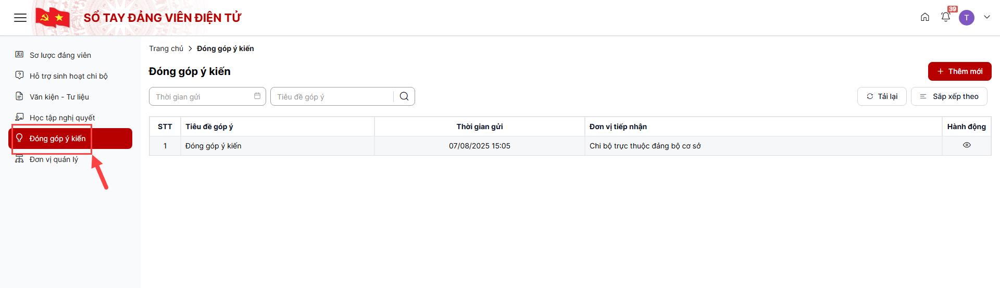 SỔ TAY ĐẢNG VIÊN ĐIỆN TỬ
39
T
Sơ lược đảng viên
Hỗ trợ sinh hoạt chi bộ
Văn kiện - Tư liệu
Học tập nghị quyết
Đóng góp ý kiến
Đơn vị quản lý
Trang chủ > Đóng góp ý kiến
Đóng góp ý kiến
+ Thêm mới
Thời gian gửi
Tiêu đề góp ý
Tải lại
Sắp xếp theo
STT Tiêu đề góp ý Thời gian gửi Đơn vị tiếp nhận Hành động
1 Đóng góp ý kiến 07/08/2025 15:05 Chi bộ trực thuộc đảng bộ cơ sở